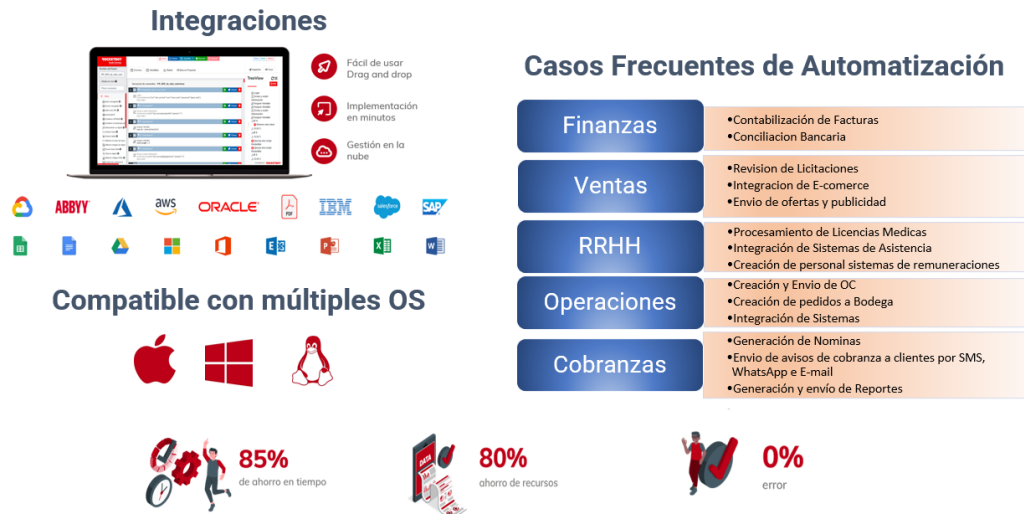 Integraciones
Fácil de usar
Drag and drop
Implementación
en minutos
Gestión en la
nube
ABBYY
aws
ORACLE
PDF
IBM
salesforce
SAP
Compatible con múltiples OS
Casos Frecuentes de Automatización
Finanzas
•Contabilización de Facturas
•Conciliacion Bancaria
Ventas
•Revision de Licitaciones
•Integracion de E-comerce
•Envio de ofertas y publicidad
RRHH
•Procesamiento de Licencias Medicas
•Integración de Sistemas de Asistencia
•Creación de personal sistemas de remuneraciones
Operaciones
•Creación y Envio de OC
•Creación de pedidos a Bodega
•Integración de Sistemas
Cobranzas
•Generación de Nominas
•Envio de avisos de cobranza a clientes por SMS,
WhatsApp e E-mail
•Generación y envío de Reportes
85%
de ahorro en tiempo
DATA
80%
ahorro de recursos
0%
error